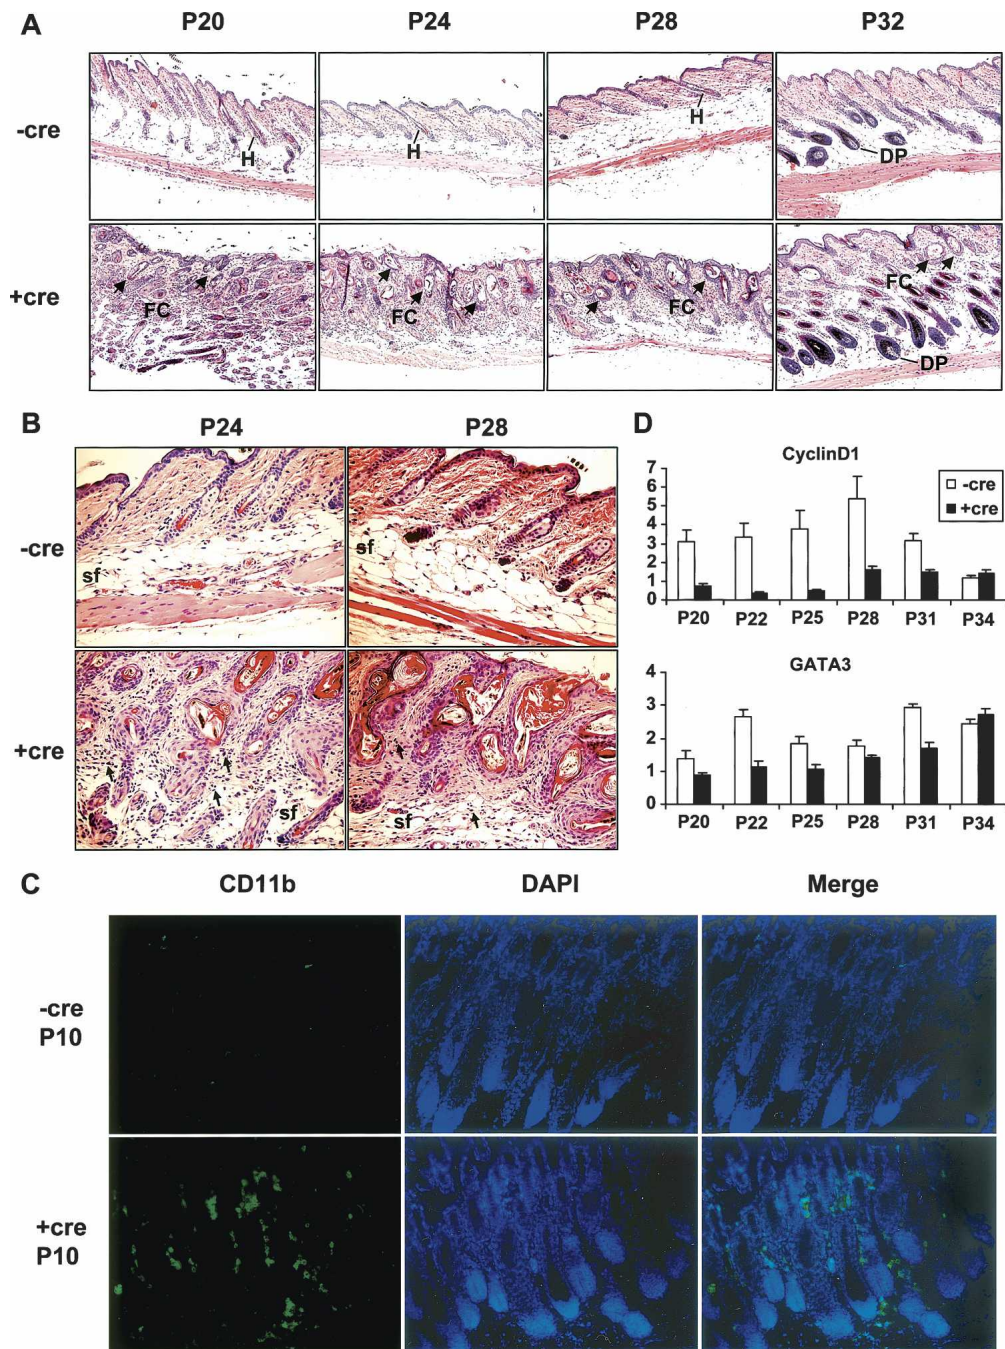 A
P20 P24 P28 P32
-cre
H
H
H
DP
+cre
FC
FC
FC
FC
DP
B
P24 P28
-cre
sf
sf
+cre
sf
sf
D
CyclinD1
7
6
5
4
3
2
1
0
-cre
+cre
P20 P22 P25 P28 P31 P34
GATA3
4
3
2
1
0
P20 P22 P25 P28 P31 P34
C
CD11b DAPI Merge
-cre
P10
+cre
P10